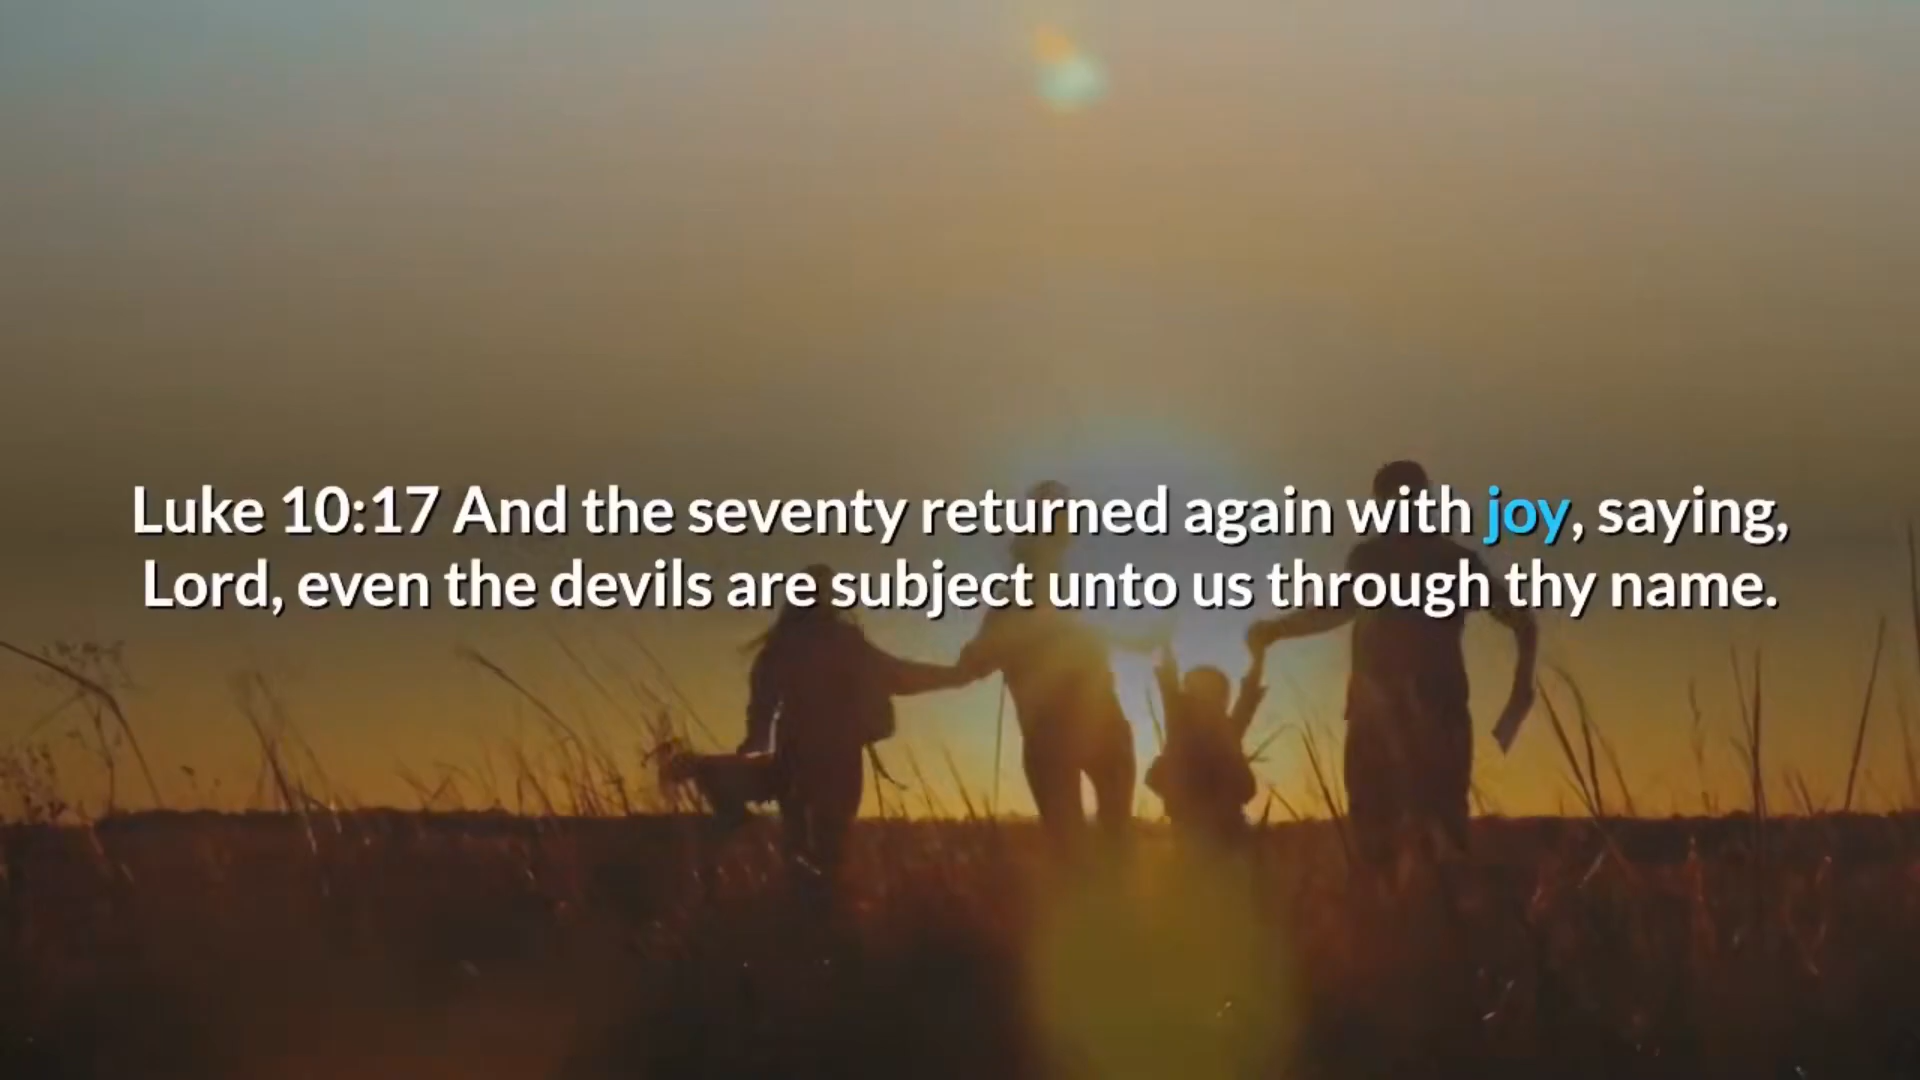 Luke 10:17 And the seventy returned again with joy, saying,
Lord, even the devils are subject unto us through thy name.